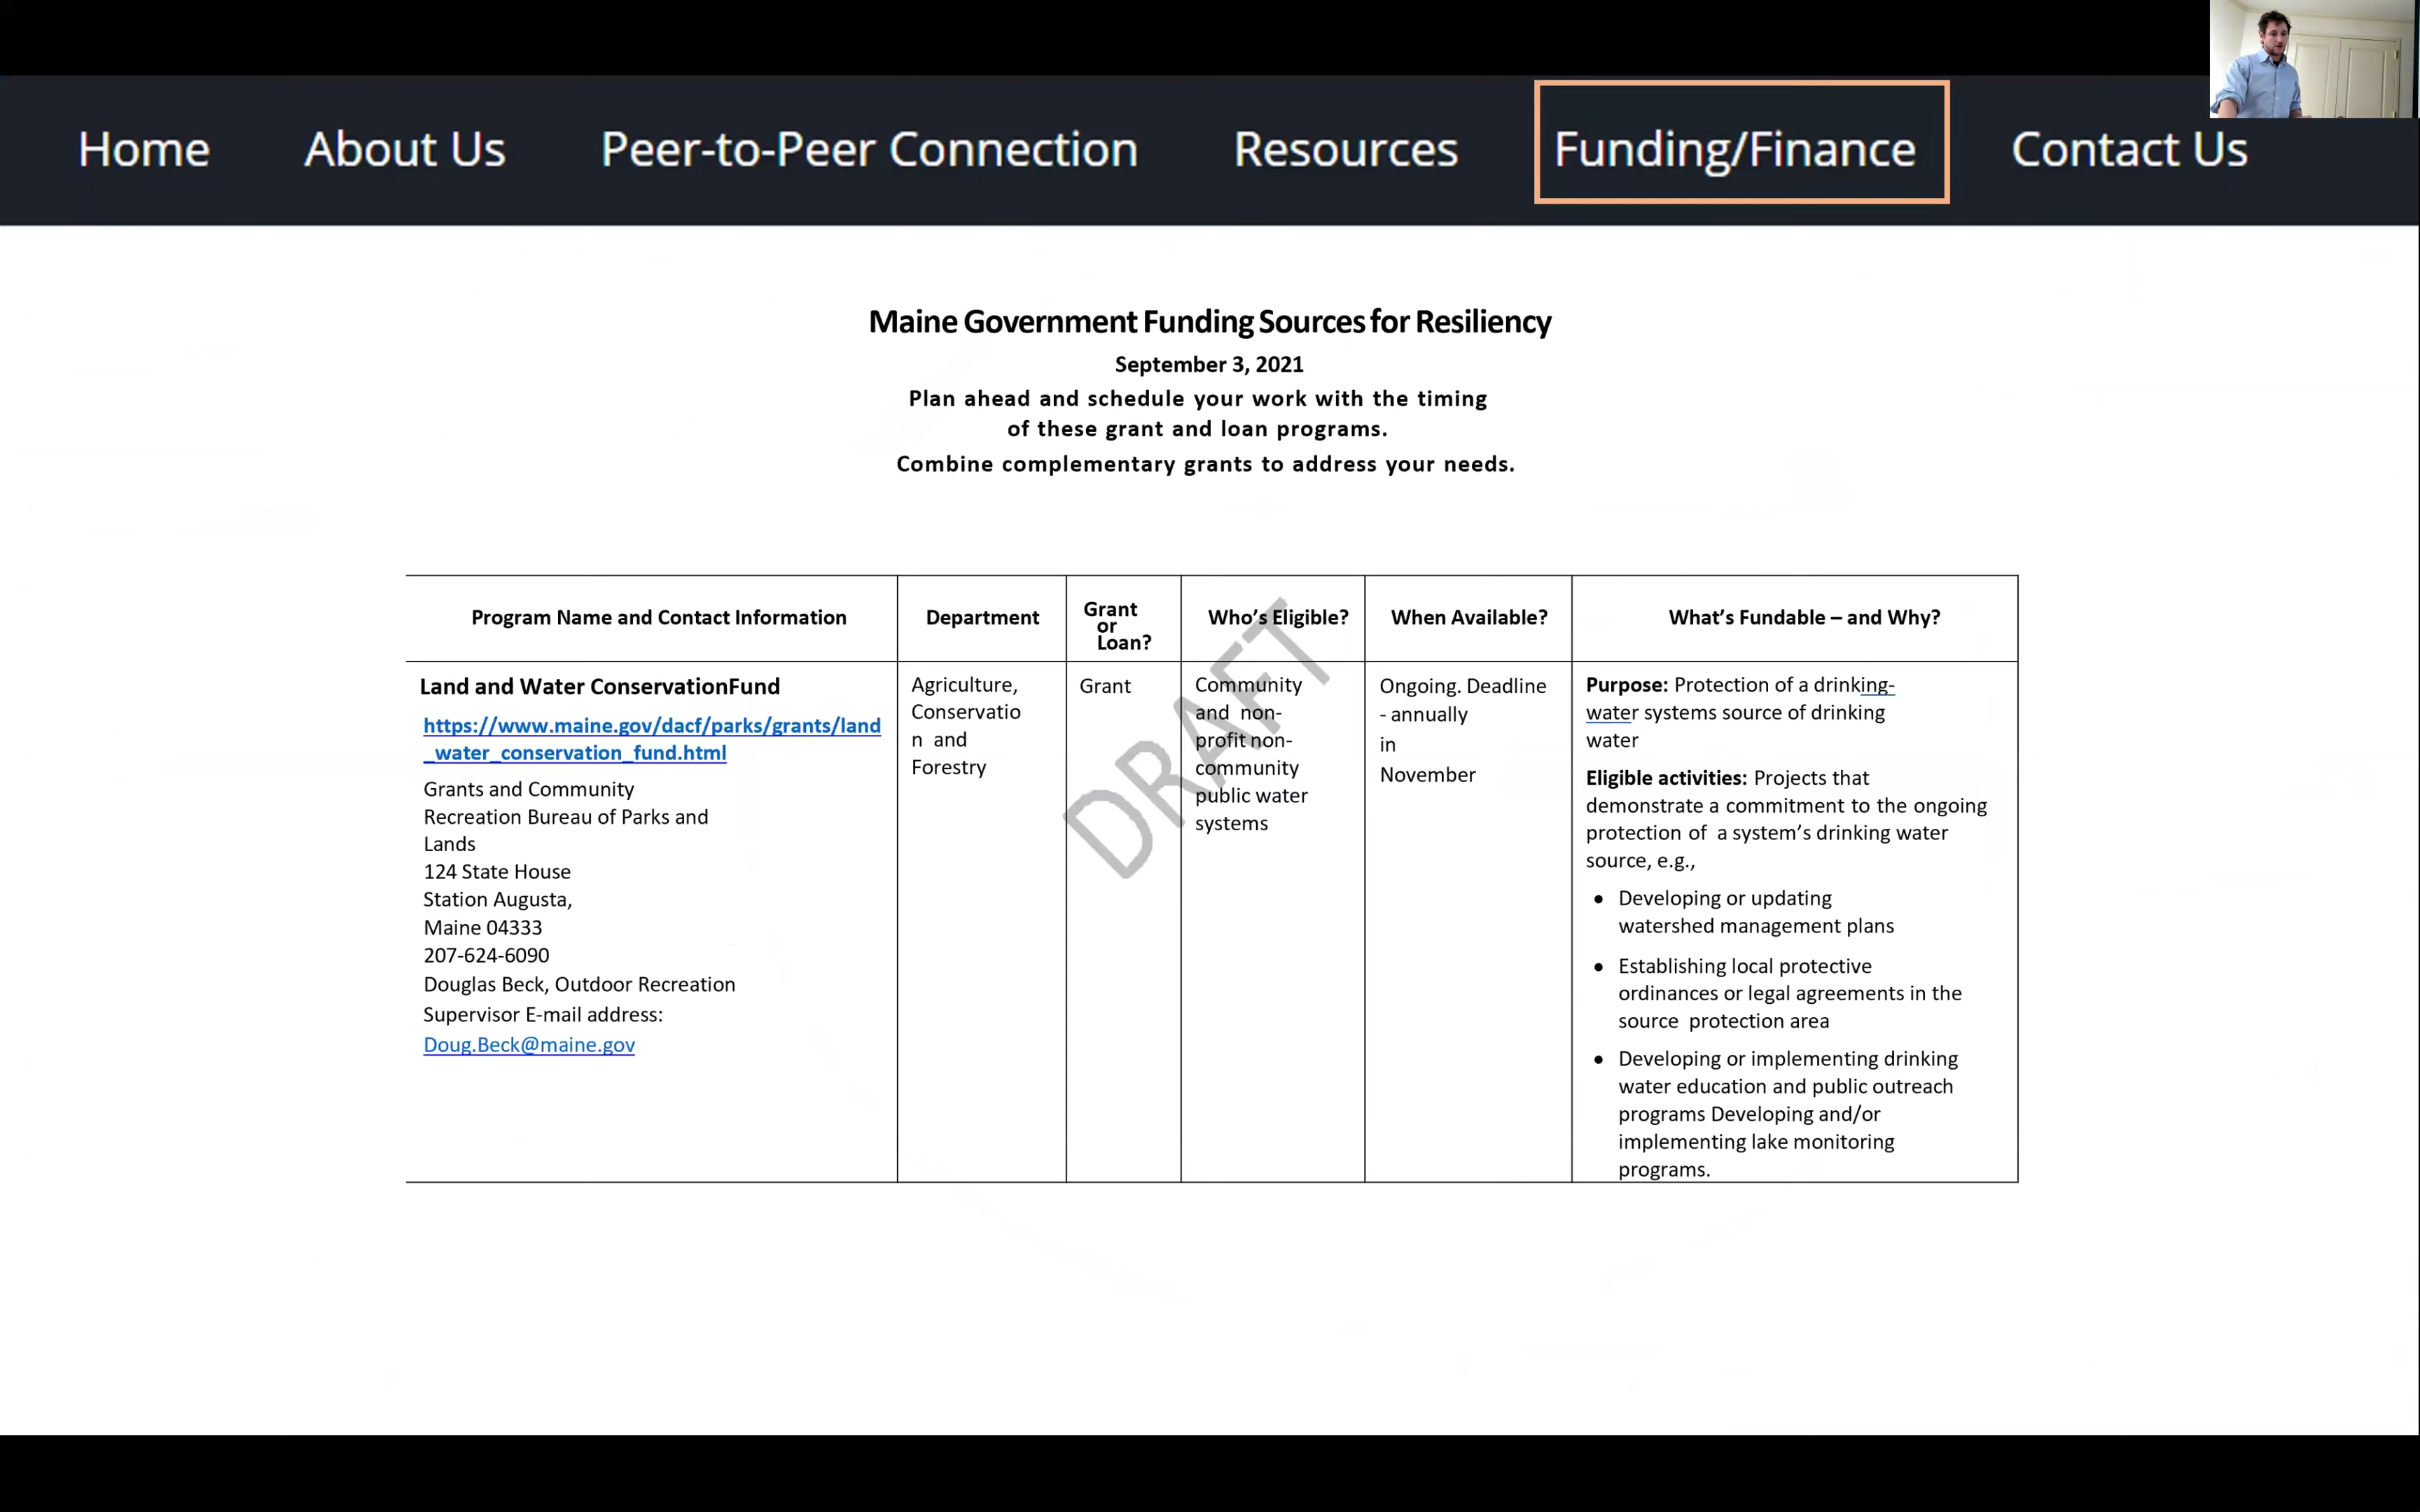 Home About Us Peer-to-Peer Connection Resources Funding/Finance Contact Us
Maine Government Funding Sources for Resiliency
September 3, 2021
Plan ahead and schedule your work with the timing
of these grant and loan programs.
Combine complementary grants to address your needs.
Program Name and Contact Information
Department
Grant
or
Loan?
Who's Eligible?
When Available?
What's Fundable – and Why?
Land and Water ConservationFund
https://www.maine.gov/dacf/parks/grants/land
_water_conservation_fund.html
Grants and Community
Recreation Bureau of Parks and
Lands
124 State House
Station Augusta,
Maine 04333
207-624-6090
Douglas Beck, Outdoor Recreation
Supervisor E-mail address:
Doug.Beck@maine.gov
Agriculture,
Conservatio
n and
Forestry
Grant
Community
and non-
profit non-
community
public water
systems
Ongoing. Deadline
- annually
in
November
Purpose: Protection of a drinking-
water systems source of drinking
water
Eligible activities: Projects that
demonstrate a commitment to the ongoing
protection of a system's drinking water
source, e.g.,
• Developing or updating
watershed management plans
• Establishing local protective
ordinances or legal agreements in the
source protection area
• Developing or implementing drinking
water education and public outreach
programs Developing and/or
implementing lake monitoring
programs.
DRAFT